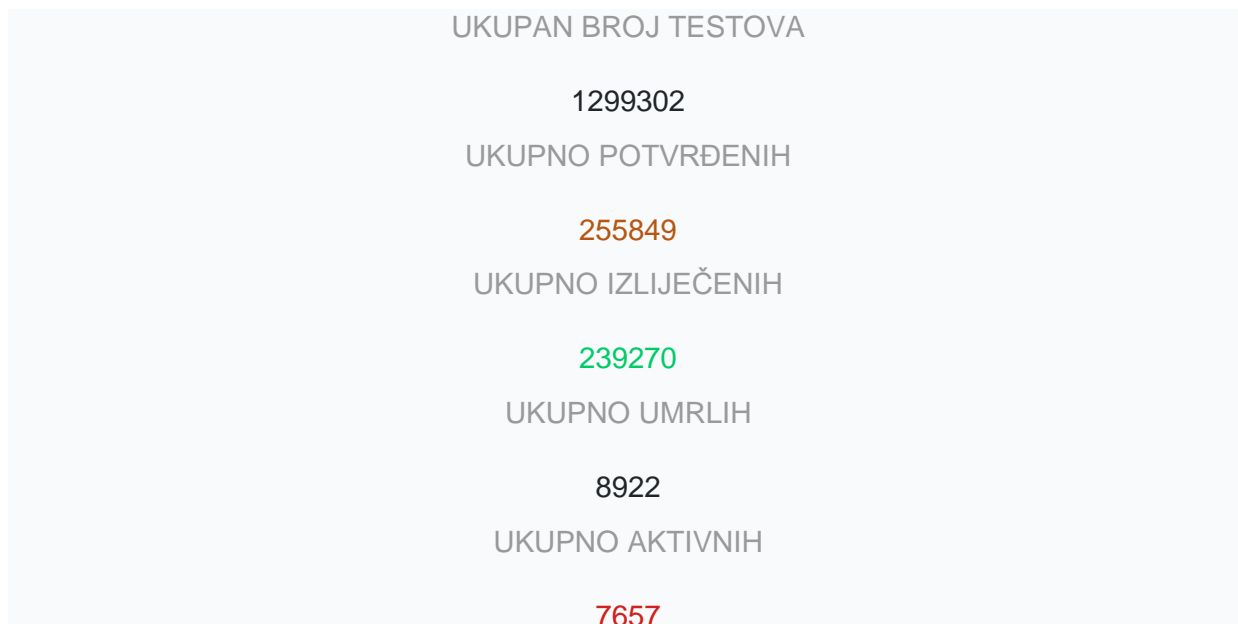 UKUPAN BROJ TESTOVA
1299302
UKUPNO POTVRĐENIH
255849
UKUPNO IZLIJEČENIH
239270
UKUPNO UMRLIH
8922
UKUPNO AKTIVNIH
7657